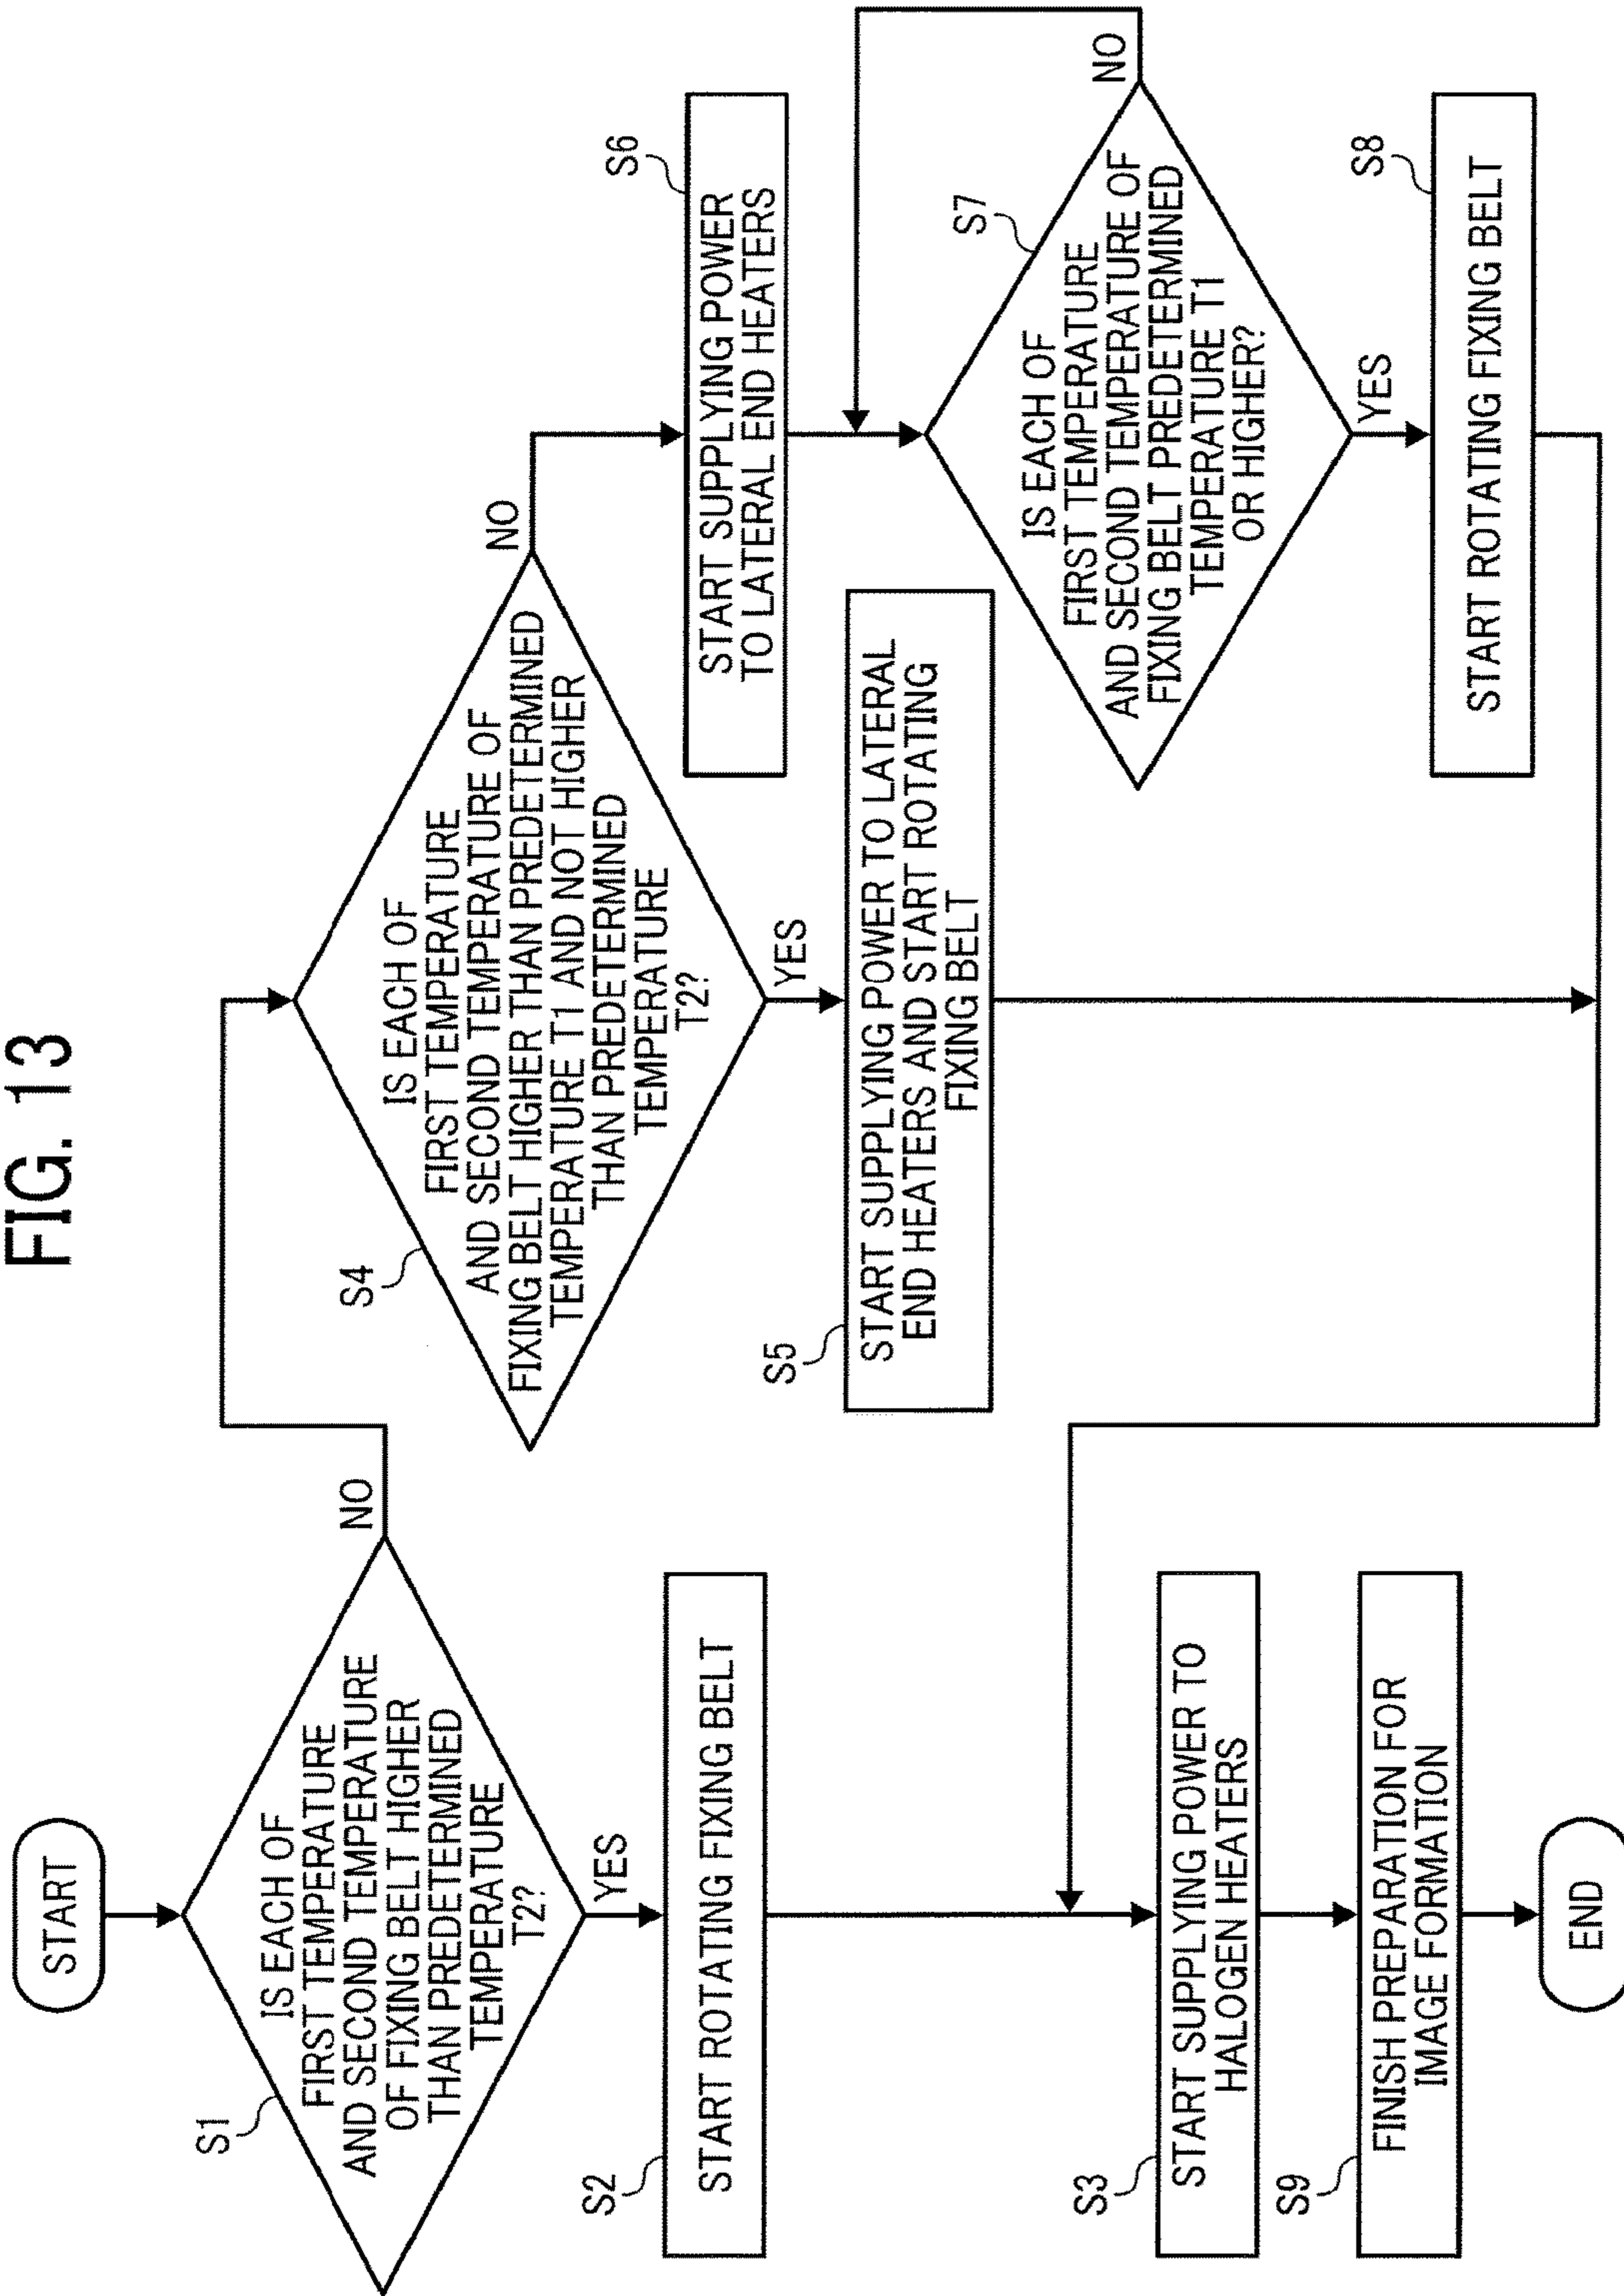 FIG. 13
START
S1
IS EACH OF
FIRST TEMPERATURE
AND SECOND TEMPERATURE
OF FIXING BELT HIGHER
THAN PREDETERMINED
TEMPERATURE
T2?
NO
YES
S2
START ROTATING FIXING BELT
S3
START SUPPLYING POWER TO
HALOGEN HEATERS
S9
FINISH PREPARATION FOR
IMAGE FORMATION
END
S4
IS EACH OF
FIRST TEMPERATURE
AND SECOND TEMPERATURE OF
FIXING BELT HIGHER THAN PREDETERMINED
TEMPERATURE T1 AND NOT HIGHER
THAN PREDETERMINED
TEMPERATURE
T2?
NO
YES
S5
START SUPPLYING POWER TO LATERAL
END HEATERS AND START ROTATING
FIXING BELT
S6
START SUPPLYING POWER
TO LATERAL END HEATERS
S7
IS EACH OF
FIRST TEMPERATURE
AND SECOND TEMPERATURE OF
FIXING BELT PREDETERMINED
TEMPERATURE T1
OR HIGHER?
NO
YES
S8
START ROTATING FIXING BELT